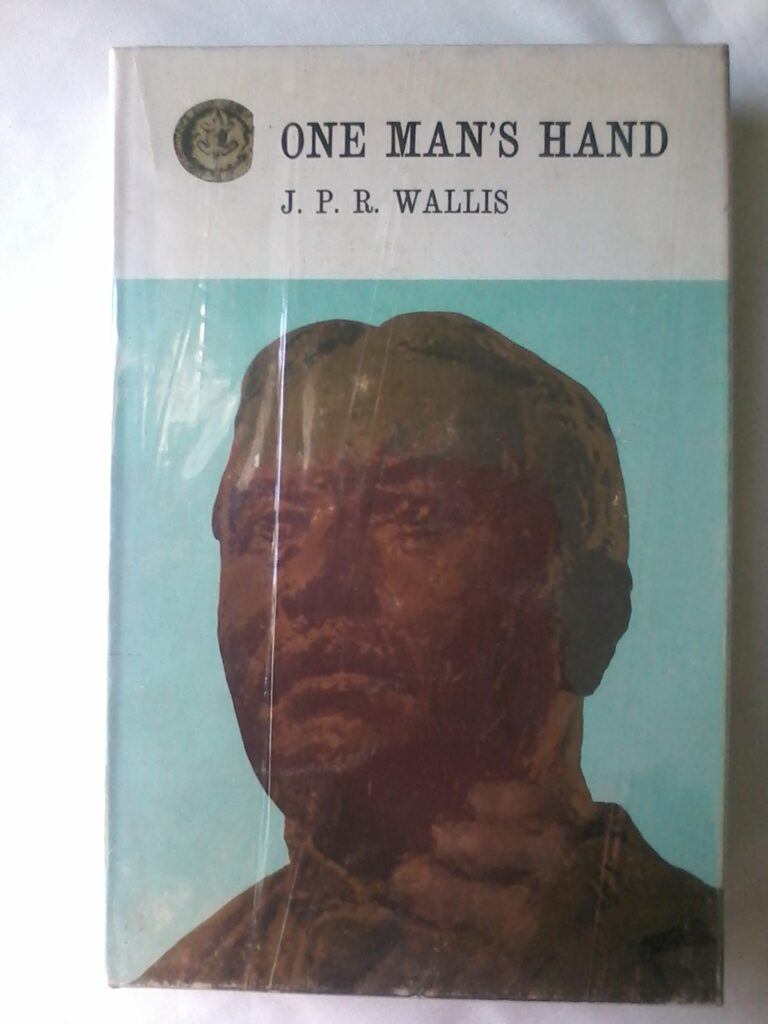 ONE MAN'S HAND
J. P. R. WALLIS